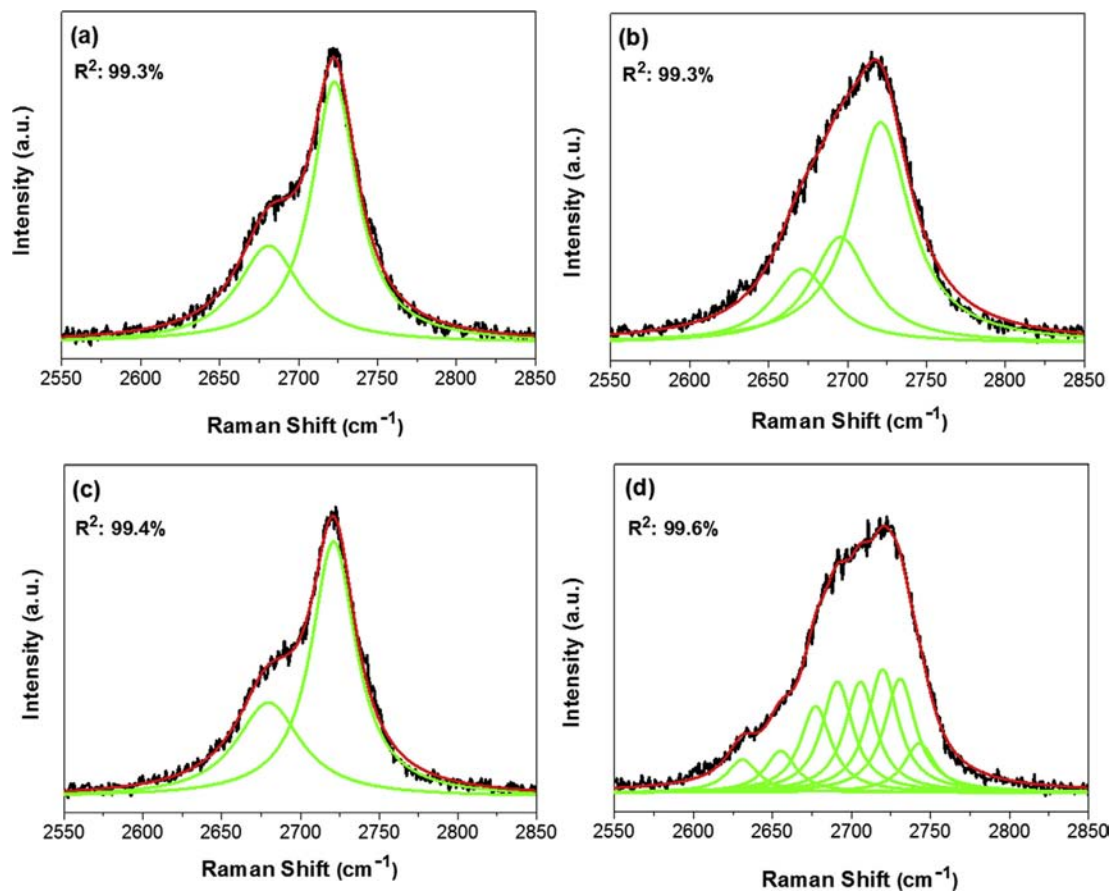 (a)
R²: 99.3%
Intensity (a.u.)
2550 2600 2650 2700 2750 2800 2850
Raman Shift (cm⁻¹)
(b)
R²: 99.3%
Intensity (a.u.)
2550 2600 2650 2700 2750 2800 2850
Raman Shift (cm⁻¹)
(c)
R²: 99.4%
Intensity (a.u.)
2550 2600 2650 2700 2750 2800 2850
Raman Shift (cm⁻¹)
(d)
R²: 99.6%
Intensity (a.u.)
2550 2600 2650 2700 2750 2800 2850
Raman Shift (cm⁻¹)